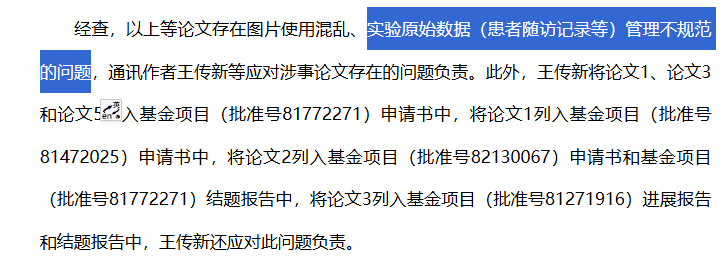 经查，以上等论文存在图片使用混乱、实验原始数据（患者随访记录等）管理不规范
的问题，通讯作者王传新等应对涉事论文存在的问题负责。此外，王传新将论文1、论文3
和论文5入基金项目（批准号81772271）申请书中，将论文1列入基金项目（批准号
81472025）申请书中，将论文2列入基金项目（批准号82130067）申请书和基金项目
（批准号81772271）结题报告中，将论文3列入基金项目（批准号81271916）进展报告
和结题报告中，王传新还应对此问题负责。